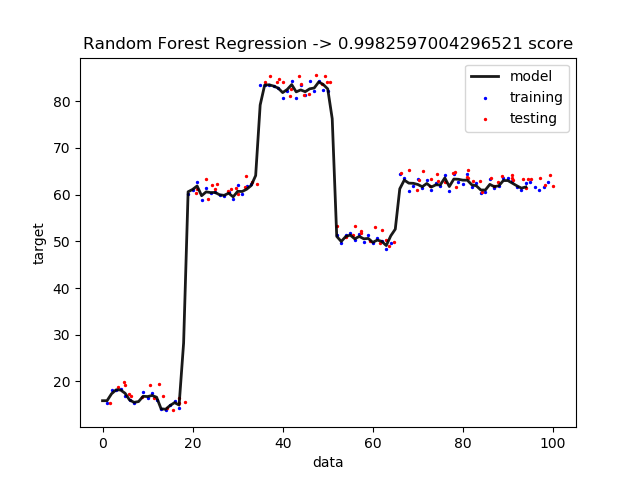 Random Forest Regression -> 0.9982597004296521 score
model
training
testing
target
80
70
60
50
40
30
20
0
20
40
60
80
100
data